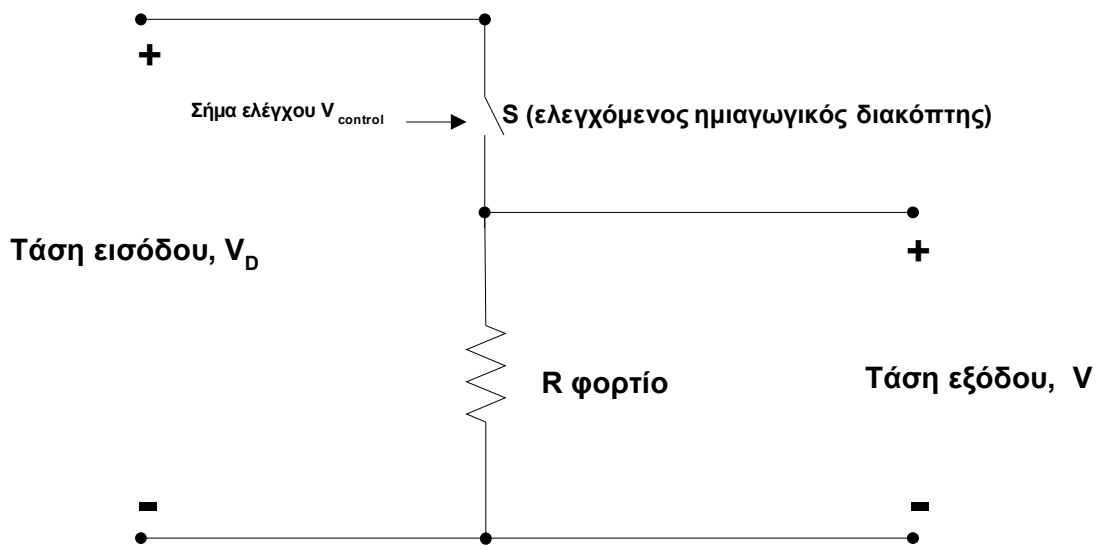 +
Σήμα ελέγχου V control
S (ελεγχόμενος ημιαγωγικός διακόπτης)
Τάση εισόδου, V D
+
R φορτίο
Τάση εξόδου, V
-
-